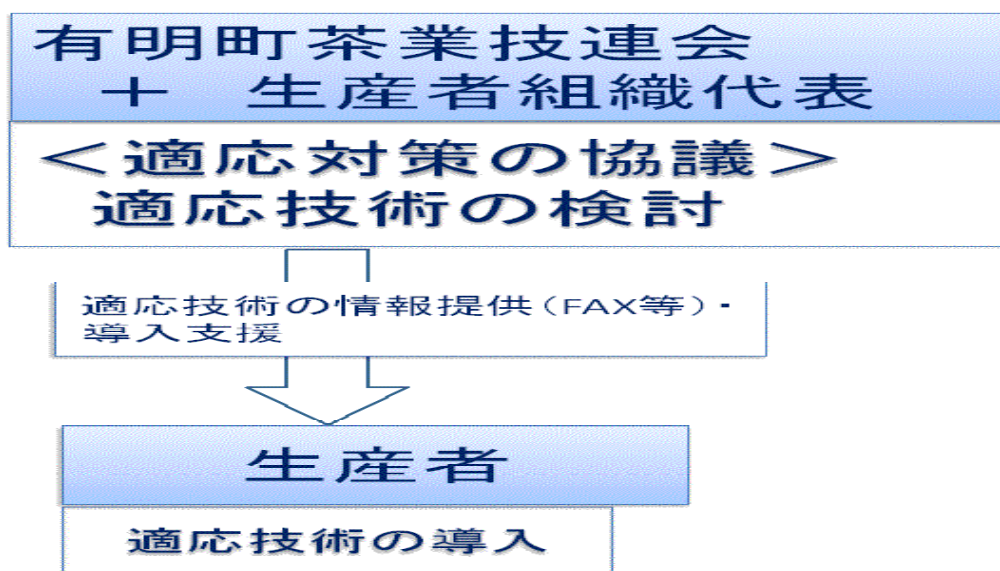 有明町茶業技連会
＋ 生産者組織代表
＜適応対策の協議＞
適応技術の検討
適応技術の情報提供（FAX等）・
導入支援
生産者
適応技術の導入